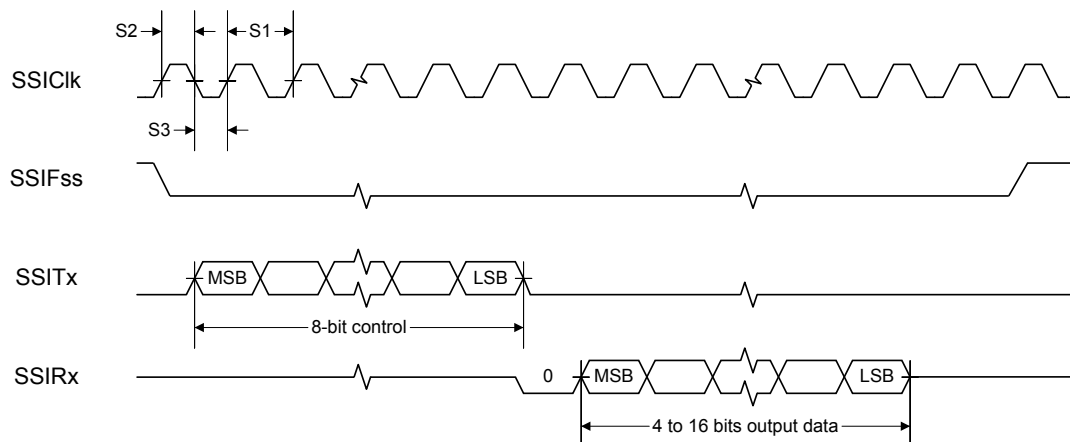 S2
S1
SSIClk
S3
SSIFss
SSITx
MSB
LSB
8-bit control
SSIRx
0
MSB
LSB
4 to 16 bits output data